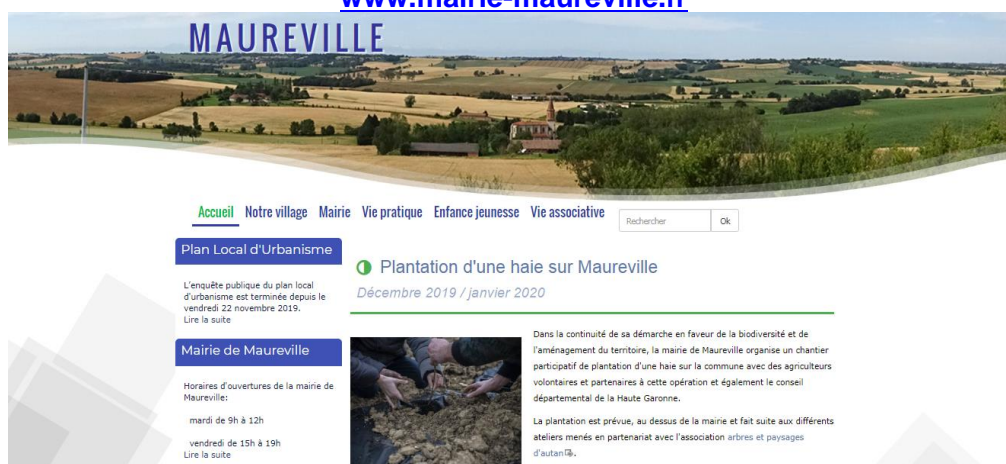 www.mairie-maureville.fr
MAUREVILLE
Accueil Notre village Mairie Vie pratique Enfance jeunesse Vie associative
Rechercher Ok
Plan Local d'Urbanisme
L'enquête publique du plan local
d'urbanisme est terminée depuis le
vendredi 22 novembre 2019.
Lire la suite
Mairie de Maureville
Horaires d'ouvertures de la mairie de
Maureville:
mardi de 9h à 12h
vendredi de 15h à 19h
Lire la suite
Plantation d'une haie sur Maureville
Décembre 2019 / janvier 2020
Dans la continuité de sa démarche en faveur de la biodiversité et de
l'aménagement du territoire, la mairie de Maureville organise un chantier
participatif de plantation d'une haie sur la commune avec des agriculteurs
volontaires et partenaires à cette opération et également le conseil
départemental de la Haute Garonne.
La plantation est prévue, au dessus de la mairie et fait suite aux différents
ateliers menés en partenariat avec l'association arbres et paysages
d'autan.